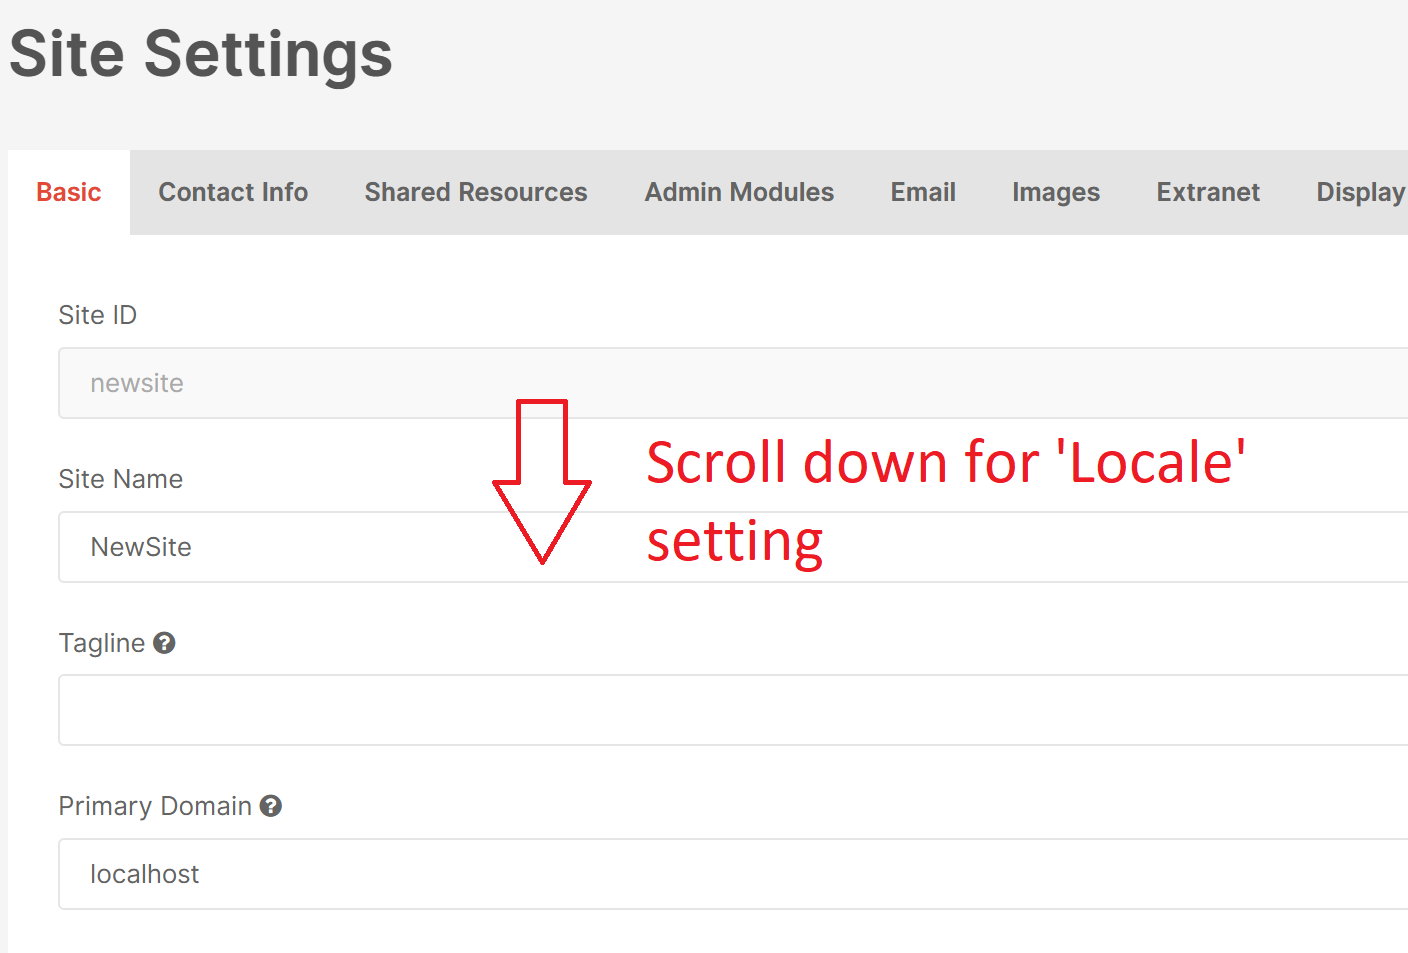 Site Settings
Basic Contact Info Shared Resources Admin Modules Email Images Extranet Display
Site ID
newsite
Scroll down for 'Locale'
setting
Site Name
NewSite
Tagline
Primary Domain
localhost